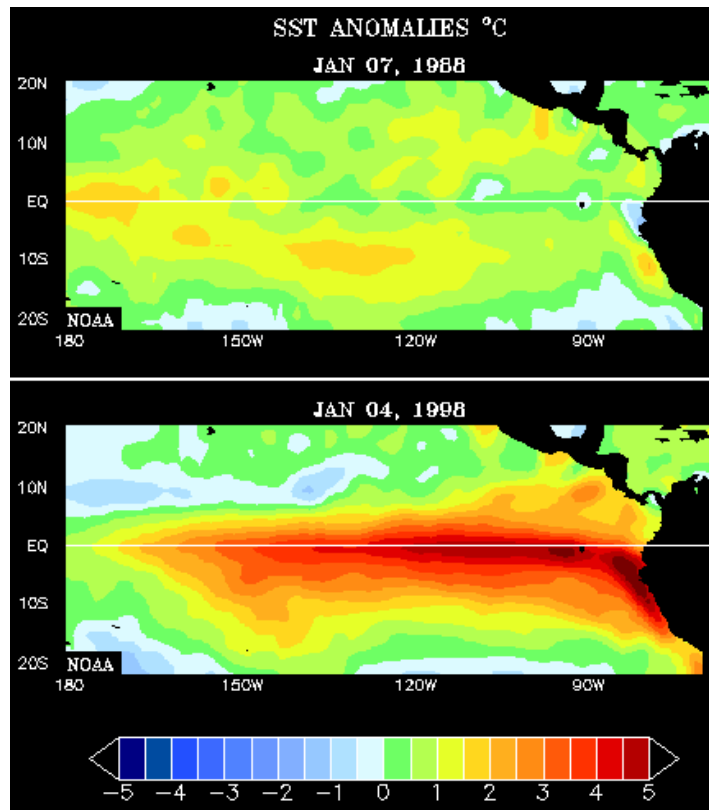 SST ANOMALIES °C
JAN 07, 1988
20N
10N
EQ
10S
20S
NOAA
180 150W 120W 90W
JAN 04, 1998
20N
10N
EQ
10S
20S
NOAA
180 150W 120W 90W
-5 -4 -3 -2 -1 0 1 2 3 4 5